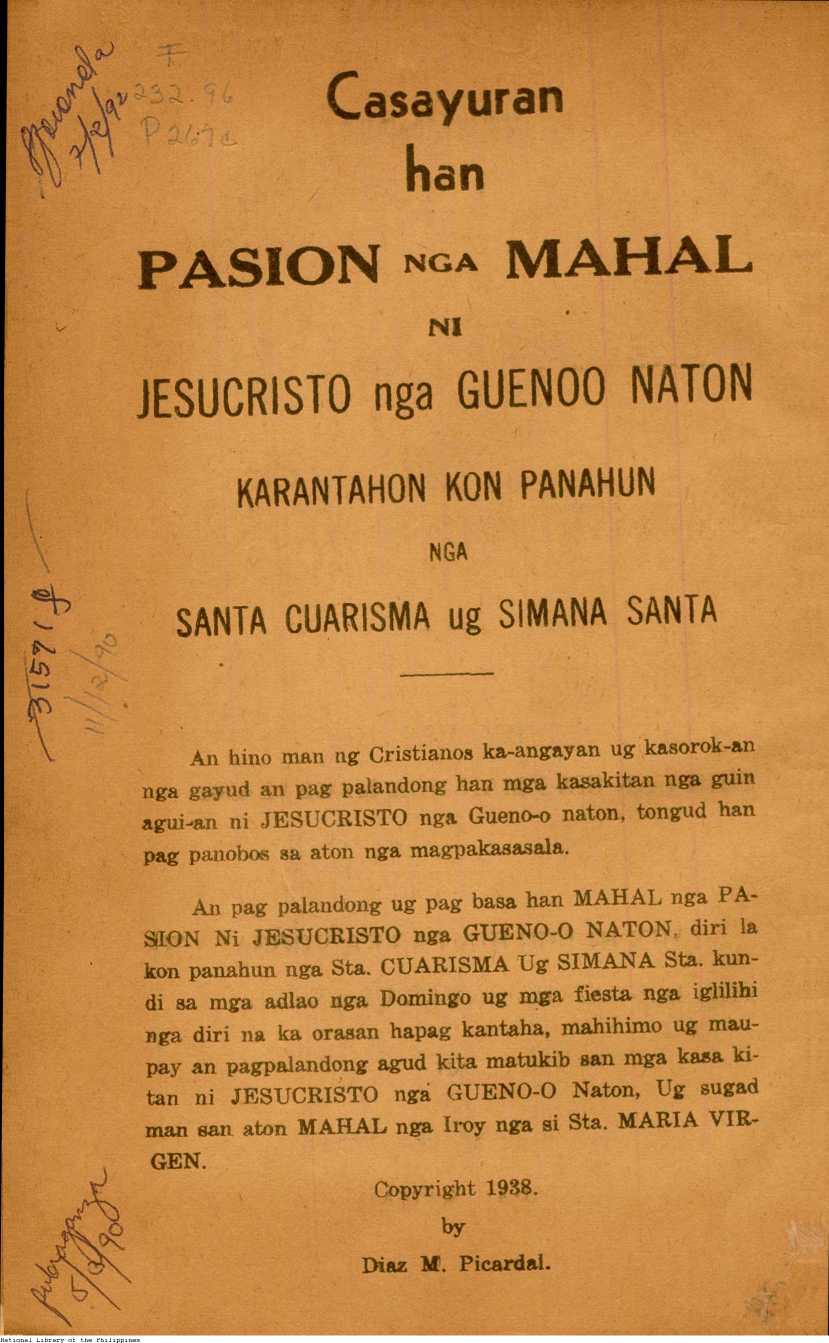 F
232.96
P267c
7/2/92
Casayuran
han
PASION NGA MAHAL
NI
JESUCRISTO nga GUENOO NATON
KARANTAHON KON PANAHUN
NGA
SANTA CUARISMA ug SIMANA SANTA
31571
11/12/90
An hino man ng Cristianos ka-angayan ug kasorok-an
nga gayud an pag palandong han mga kasakitan nga guin
agui-an ni JESUCRISTO nga Gueno-o naton, tongud han
pag panobos sa aton nga magpakasasala.
An pag palandong ug pag basa han MAHAL nga PA-
SION Ni JESUCRISTO nga GUENO-O NATON, diri la
kon panahun nga Sta. CUARISMA Ug SIMANA Sta. kun-
di sa mga adlao nga Domingo ug mga fiesta nga iglilihi
nga diri na ka orasan hapag kantaha, mahihimo ug mau-
pay an pagpalandong agud kita matukib san mga kasa ki-
tan ni JESUCRISTO nga GUENO-O Naton, Ug sugad
man san aton MAHAL nga Iroy nga si Sta. MARIA VIR-
GEN.
Copyright 1938.
by
Diaz M. Picardal.
National Library of the Philippines